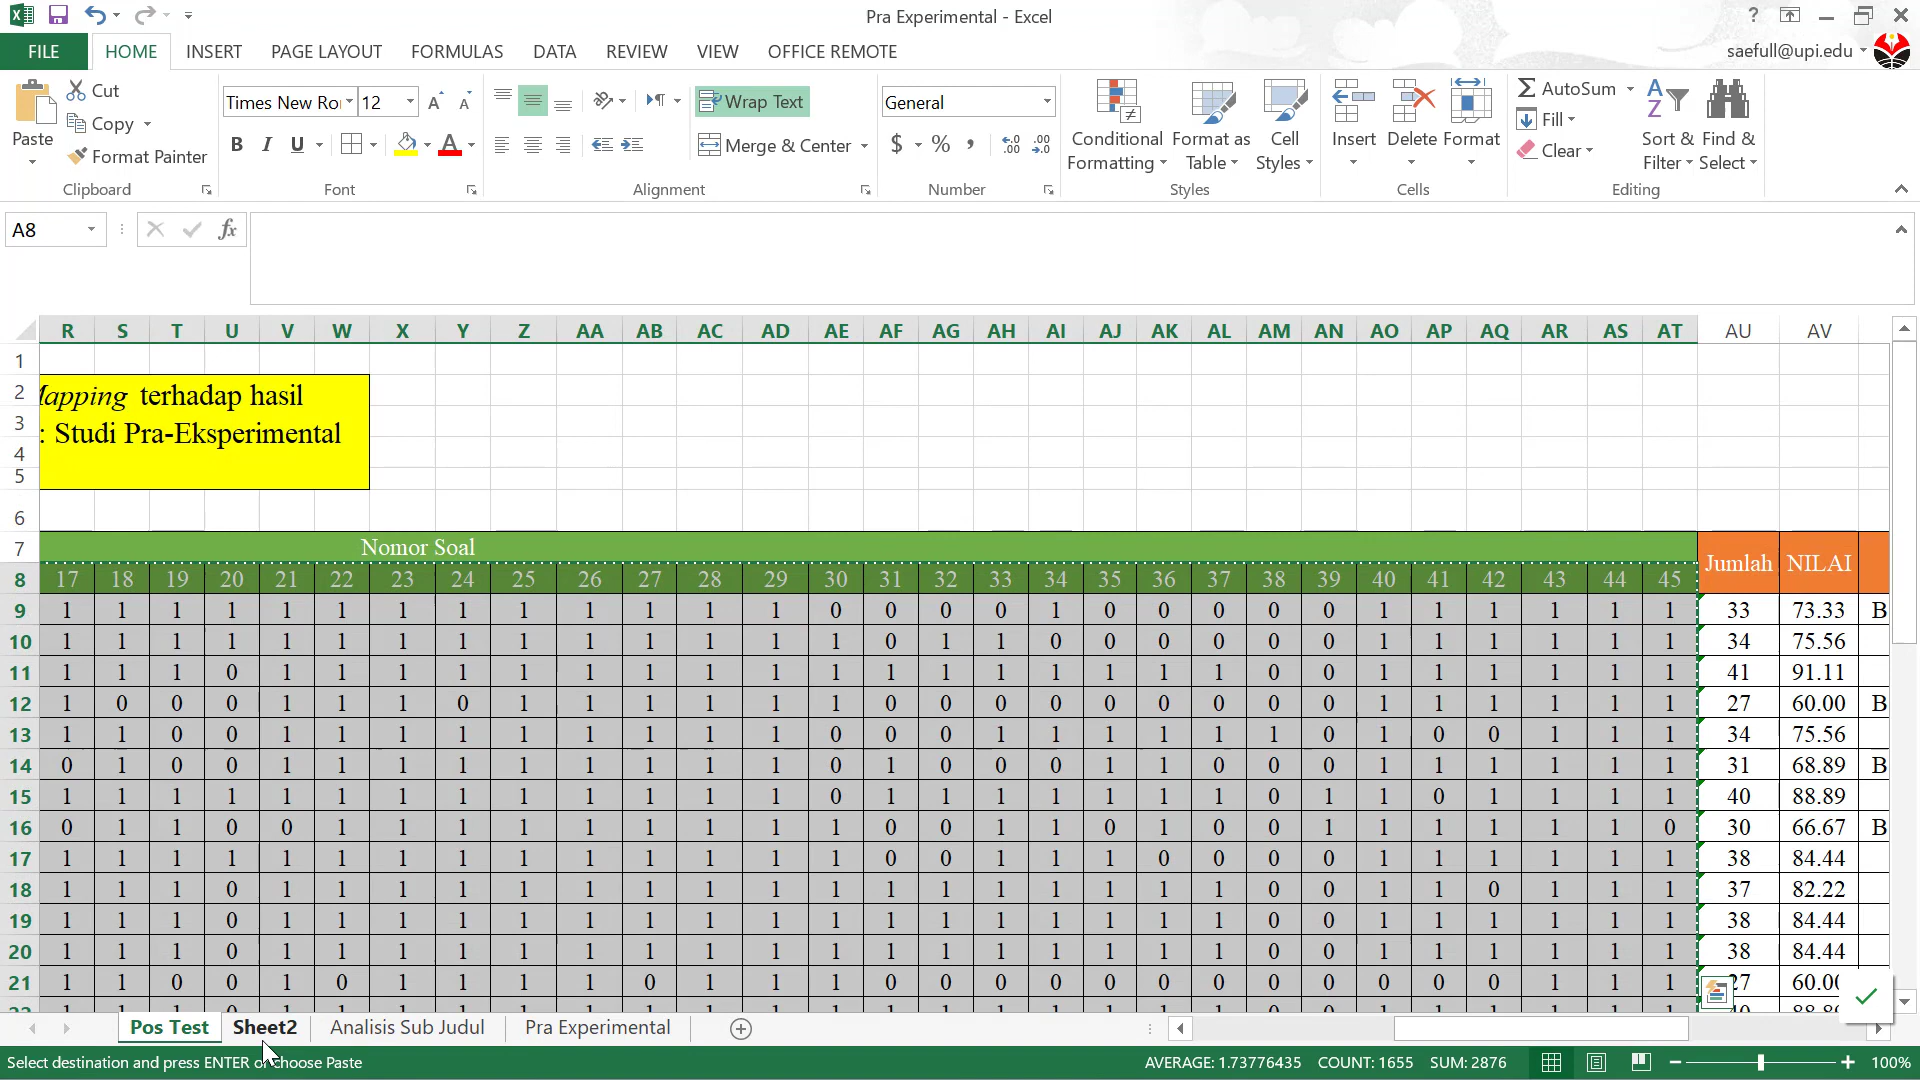 Pra Experimental - Excel
?
FILE HOME INSERT PAGE LAYOUT FORMULAS DATA REVIEW VIEW OFFICE REMOTE saefull@upi.edu
Paste Cut Copy Format Painter
Times New Ro 12 B I U A
Wrap Text Merge & Center
General $ % ,
Conditional Formatting Format as Table Cell Styles
Insert Delete Format
AutoSum Fill Clear Sort & Filter Find & Select
Clipboard Font Alignment Number Styles Cells Editing
A8 fx
R S T U V W X Y Z AA AB AC AD AE AF AG AH AI AJ AK AL AM AN AO AP AQ AR AS AT AU AV
1
2 Mapping terhadap hasil
3 : Studi Pra-Eksperimental
4
5
6
7 Nomor Soal Jumlah NILAI
8 17 18 19 20 21 22 23 24 25 26 27 28 29 30 31 32 33 34 35 36 37 38 39 40 41 42 43 44 45
9 1 1 1 1 1 1 1 1 1 1 1 1 1 0 0 0 0 1 0 0 0 0 0 1 1 1 1 1 1 33 73.33 B
10 1 1 1 1 1 1 1 1 1 1 1 1 1 1 0 1 1 0 0 0 0 0 0 1 1 1 1 1 1 34 75.56
11 1 1 1 0 1 1 1 1 1 1 1 1 1 1 1 1 1 1 1 1 1 0 0 1 1 1 1 1 1 41 91.11
12 1 0 0 0 1 1 1 0 1 1 1 1 1 1 0 0 0 0 0 0 0 0 0 1 1 1 1 1 1 27 60.00 B
13 1 1 0 0 1 1 1 1 1 1 1 1 1 0 0 0 1 1 1 1 1 1 0 1 0 0 1 1 1 34 75.56
14 0 1 0 0 1 1 1 1 1 1 1 1 1 0 1 0 0 0 1 1 0 0 0 1 1 1 1 1 1 31 68.89 B
15 1 1 1 1 1 1 1 1 1 1 1 1 1 0 1 1 1 1 1 1 1 0 1 1 0 1 1 1 1 40 88.89
16 0 1 1 0 0 1 1 1 1 1 1 1 1 1 0 0 1 1 0 1 0 0 1 1 1 1 1 1 0 30 66.67 B
17 1 1 1 1 1 1 1 1 1 1 1 1 1 1 0 0 1 1 1 0 0 0 0 1 1 1 1 1 1 38 84.44
18 1 1 1 0 1 1 1 1 1 1 1 1 1 1 1 1 1 1 1 1 1 0 0 1 1 0 1 1 1 37 82.22
19 1 1 1 0 1 1 1 1 1 1 1 1 1 1 1 1 1 1 1 1 1 0 0 1 1 1 1 1 1 38 84.44
20 1 1 1 0 1 1 1 1 1 1 1 1 1 1 1 1 1 1 1 1 1 0 0 1 1 1 1 1 1 38 84.44
21 1 1 0 0 1 0 1 1 1 1 0 1 1 1 0 0 0 0 0 0 0 0 0 0 0 0 1 1 1 27 60.00
Pos Test Sheet2 Analisis Sub Judul Pra Experimental
Select destination and press ENTER or choose Paste AVERAGE: 1.73776435 COUNT: 1655 SUM: 2876 100%